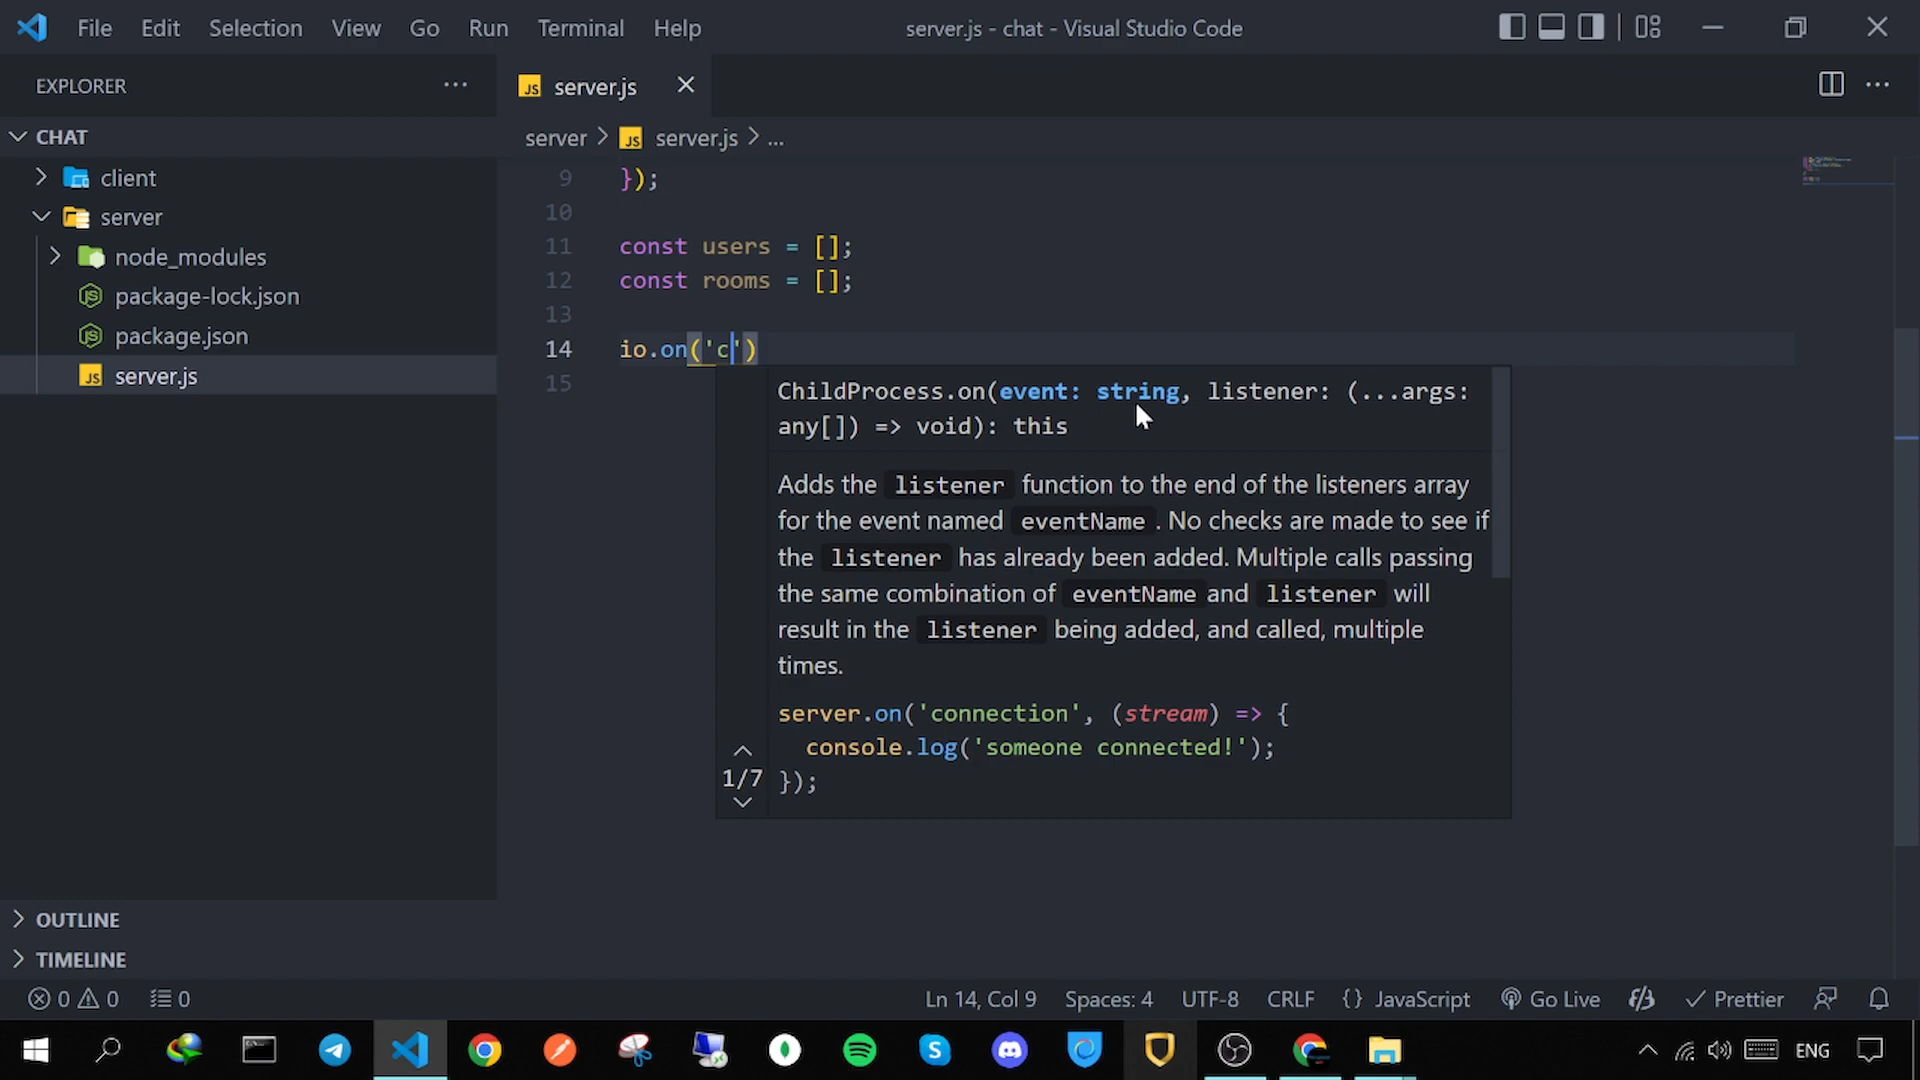 File Edit Selection View Go Run Terminal Help
server.js - chat - Visual Studio Code
EXPLORER
JS server.js
CHAT
server > JS server.js > ...
client
server
node_modules
package-lock.json
package.json
JS server.js
9 });
10
11 const users = [];
12 const rooms = [];
13
14 io.on('c')
15
ChildProcess.on(event: string, listener: (...args:
any[]) => void): this
Adds the listener function to the end of the listeners array
for the event named eventName . No checks are made to see if
the listener has already been added. Multiple calls passing
the same combination of eventName and listener will
result in the listener being added, and called, multiple
times.
server.on('connection', (stream) => {
console.log('someone connected!');
});
1/7
OUTLINE
TIMELINE
0 0 0
Ln 14, Col 9 Spaces: 4 UTF-8 CRLF {} JavaScript Go Live Prettier
ENG